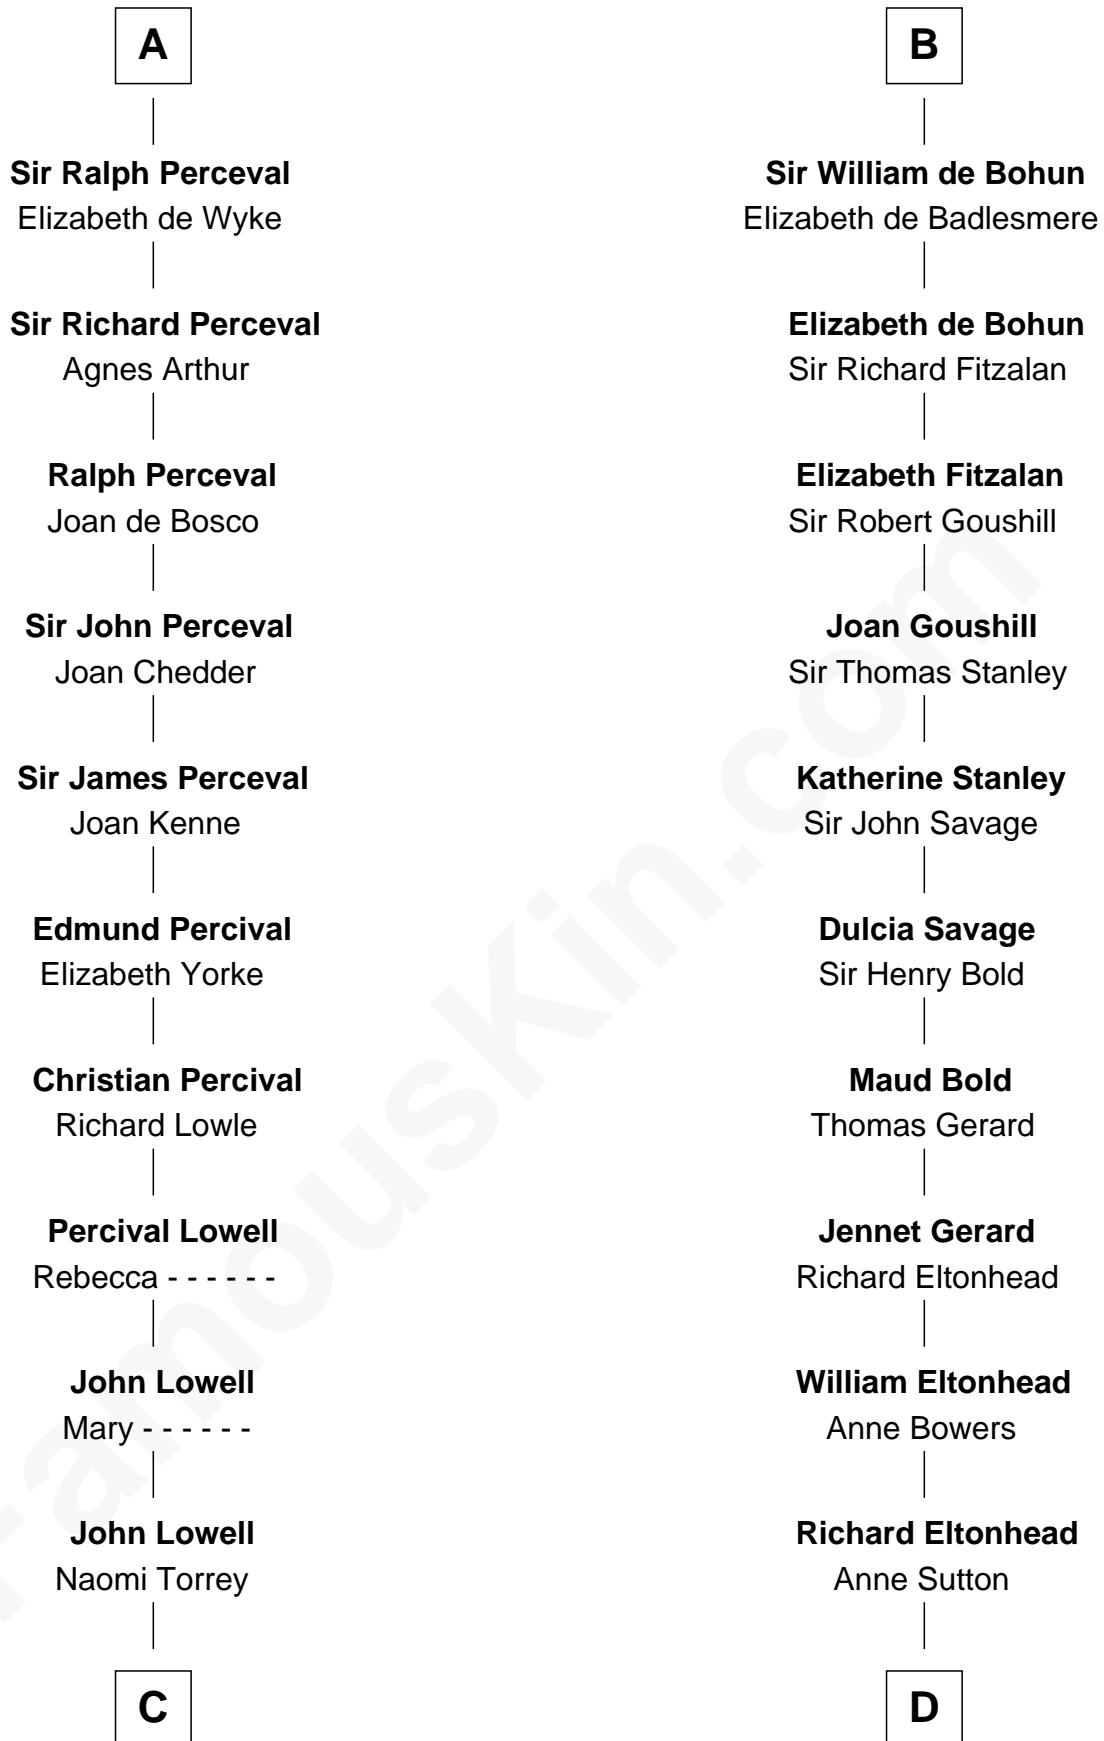 A
Sir Ralph Perceval
Elizabeth de Wyke
Sir Richard Perceval
Agnes Arthur
Ralph Perceval
Joan de Bosco
Sir John Perceval
Joan Chedder
Sir James Perceval
Joan Kenne
Edmund Percival
Elizabeth Yorke
Christian Percival
Richard Lowle
Percival Lowell
Rebecca - - - - - -
John Lowell
Mary - - - - - -
John Lowell
Naomi Torrey
C
B
Sir William de Bohun
Elizabeth de Badlesmere
Elizabeth de Bohun
Sir Richard Fitzalan
Elizabeth Fitzalan
Sir Robert Goushill
Joan Goushill
Sir Thomas Stanley
Katherine Stanley
Sir John Savage
Dulcia Savage
Sir Henry Bold
Maud Bold
Thomas Gerard
Jennet Gerard
Richard Eltonhead
William Eltonhead
Anne Bowers
Richard Eltonhead
Anne Sutton
D
FamousKin.com